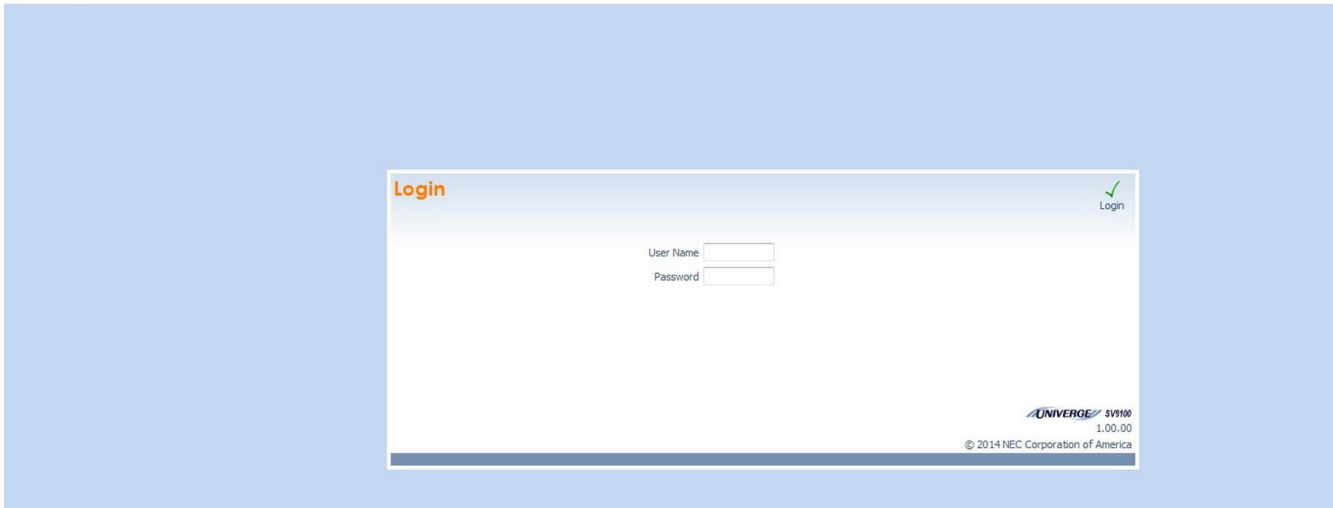 Login
Login
User Name
Password
UNIVERGE SV9100
1.00.00
© 2014 NEC Corporation of America